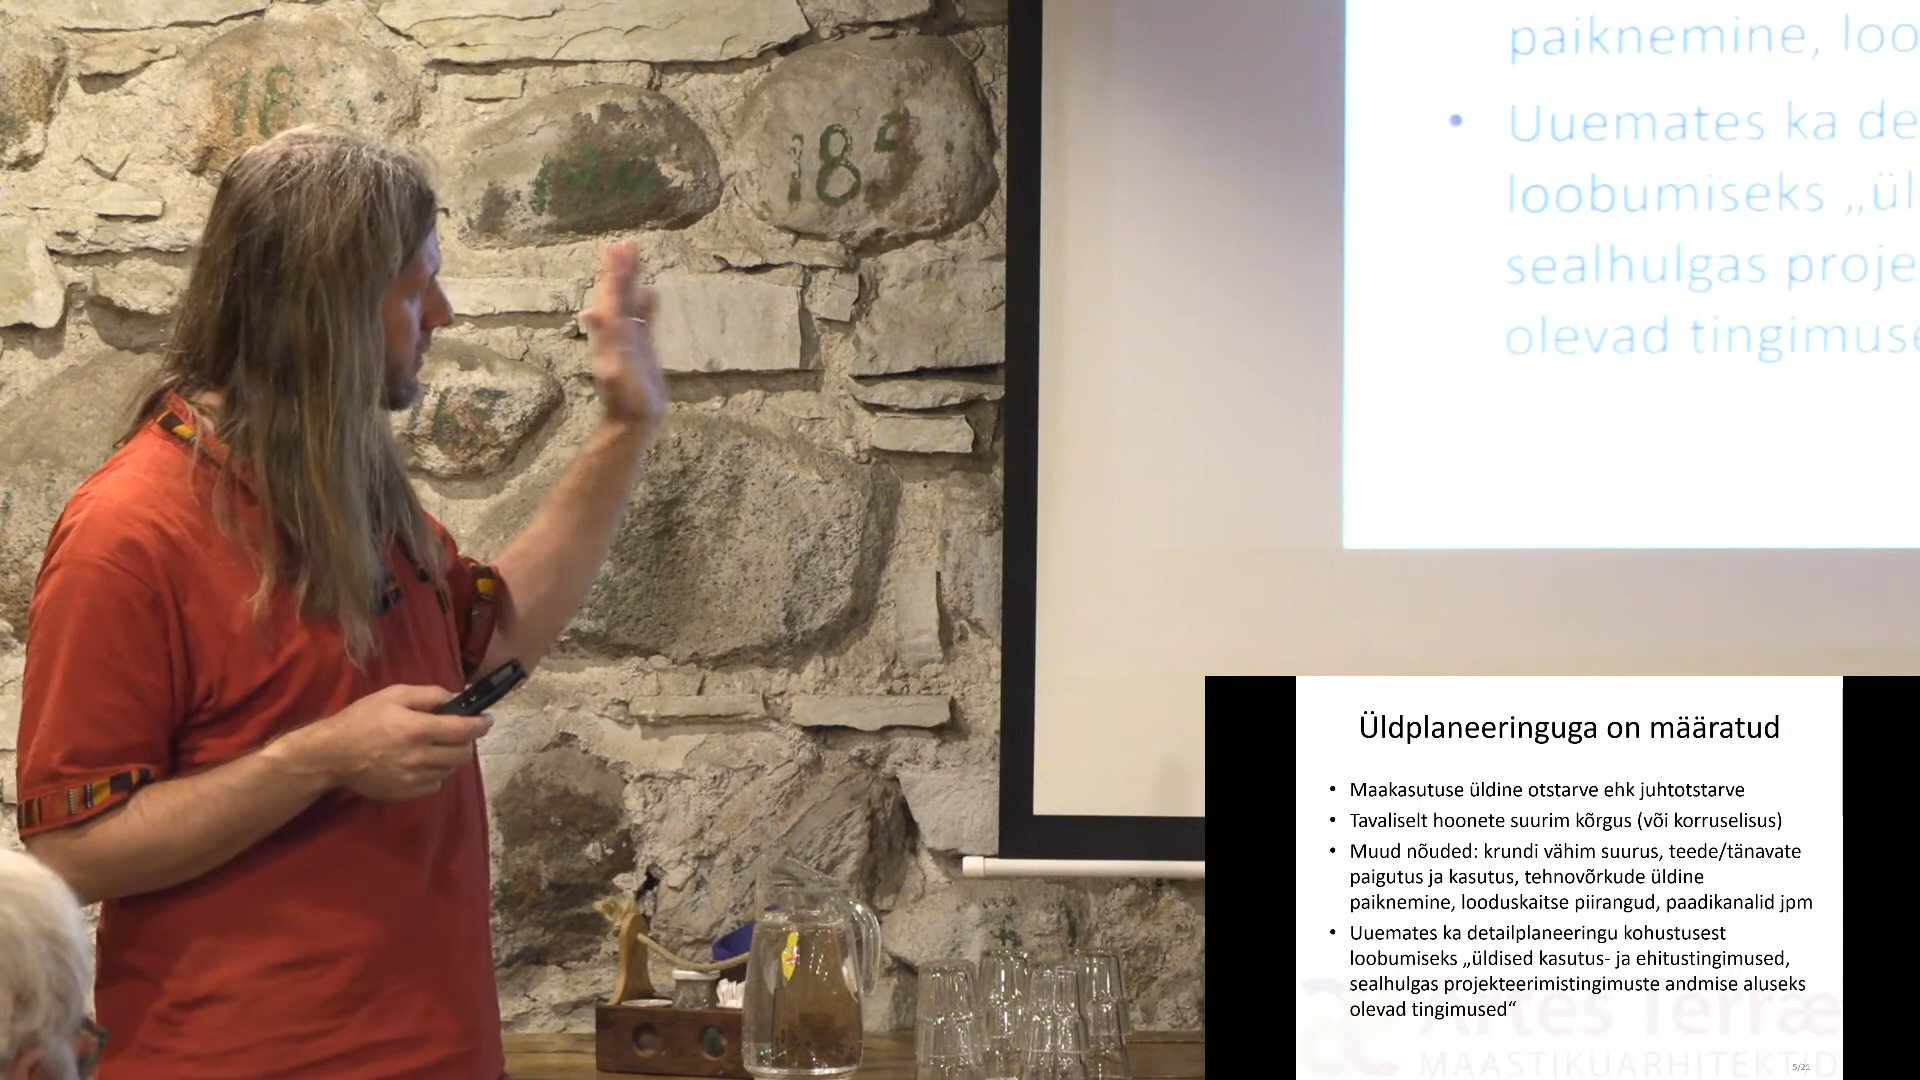 18
185
paiknemine, loo
• Uuemates ka de
loobumiseks „ül
sealhulgas proje
olevad tingimuse
Üldplaneeringuga on määratud
• Maakasutuse üldine otstarve ehk juhtotstarve
• Tavaliselt hoonete suurim kõrgus (või korruselisus)
• Muud nõuded: krundi vähim suurus, teede/tänavate
paigutus ja kasutus, tehnovõrkude üldine
paiknemine, looduskaitse piirangud, paadikanalid jpm
• Uuemates ka detailplaneeringu kohustusest
loobumiseks „üldised kasutus- ja ehitustingimused,
sealhulgas projekteerimistingimuste andmise aluseks
olevad tingimused“
Artes Terræ
MAASTIKUARHITEKTID
5/21